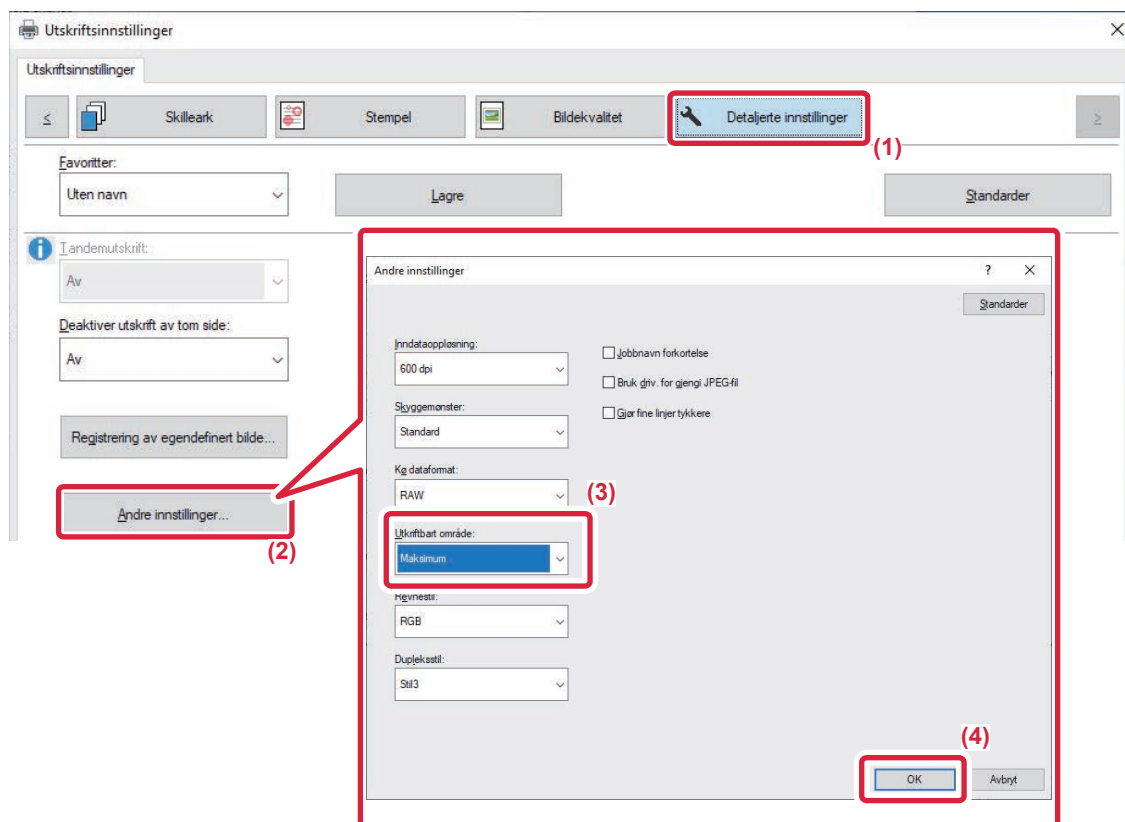 Utskriftsinnstillinger
Utskriftsinnstillinger
≤ Skilleark Stempel Bildekvalitet Detaljerte innstillinger ≥
(1)
Favoritter:
Uten navn Lagre Standarder
Tandemutskrift:
Av
Deaktiver utskrift av tom side:
Av
Registrering av egendefinert bilde...
Andre innstillinger...
(2)
Andre innstillinger ?
Standarder
Inndataoppløsning:
600 dpi
Jobbnavn forkortelse
Bruk driv. for gjengi JPEG-fil
Skyggemønster:
Gjør fine linjer tykkere
Standard
Kø dataformat:
RAW
(3)
Utkriftbart område:
Maksimum
Revnestil:
RGB
Dupleksstil:
Stil3
(4)
OK Avbryt